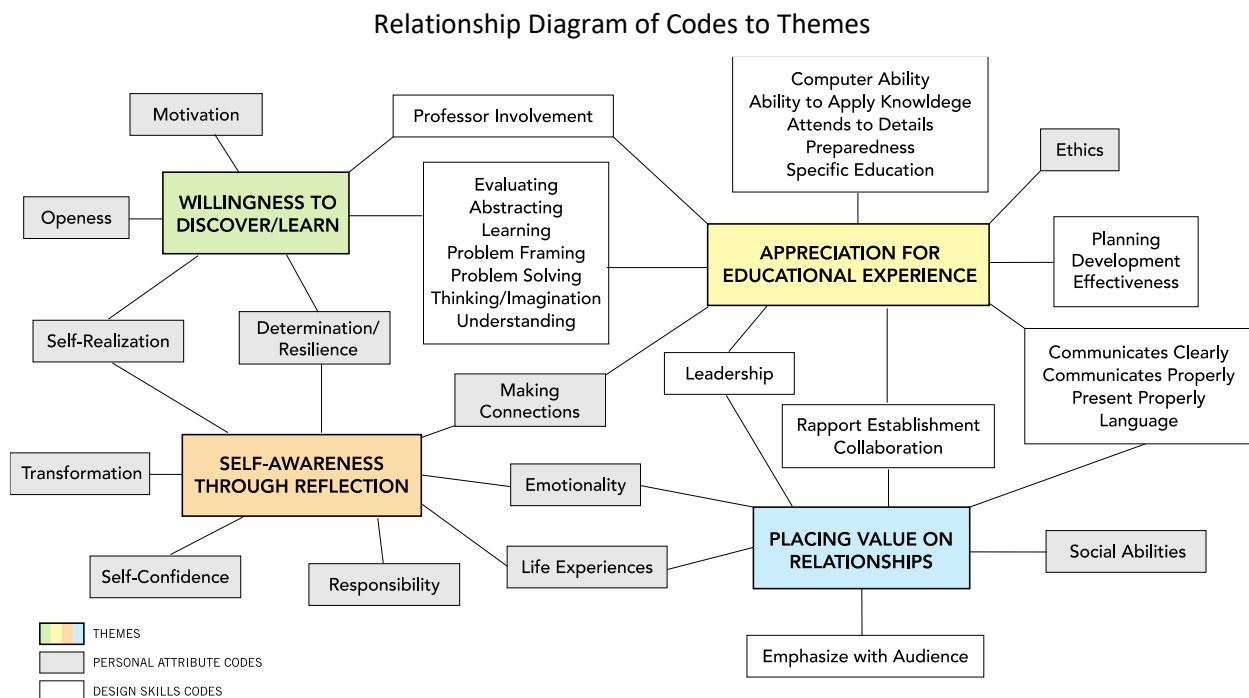 Relationship Diagram of Codes to Themes
Motivation
Professor Involvement
Computer Ability
Ability to Apply Knowldege
Attends to Details
Preparedness
Specific Education
Ethics
Openess
WILLINGNESS TO
DISCOVER/LEARN
Evaluating
Abstracting
Learning
Problem Framing
Problem Solving
Thinking/Imagination
Understanding
APPRECIATION FOR
EDUCATIONAL EXPERIENCE
Planning
Development
Effectiveness
Self-Realization
Determination/
Resilience
Making
Connections
Leadership
Rapport Establishment
Collaboration
Communicates Clearly
Communicates Properly
Present Properly
Language
Transformation
SELF-AWARENESS
THROUGH REFLECTION
Emotionality
PLACING VALUE ON
RELATIONSHIPS
Social Abilities
Self-Confidence
Responsibility
Life Experiences
Emphasize with Audience
THEMES
PERSONAL ATTRIBUTE CODES
DESIGN SKILLS CODES